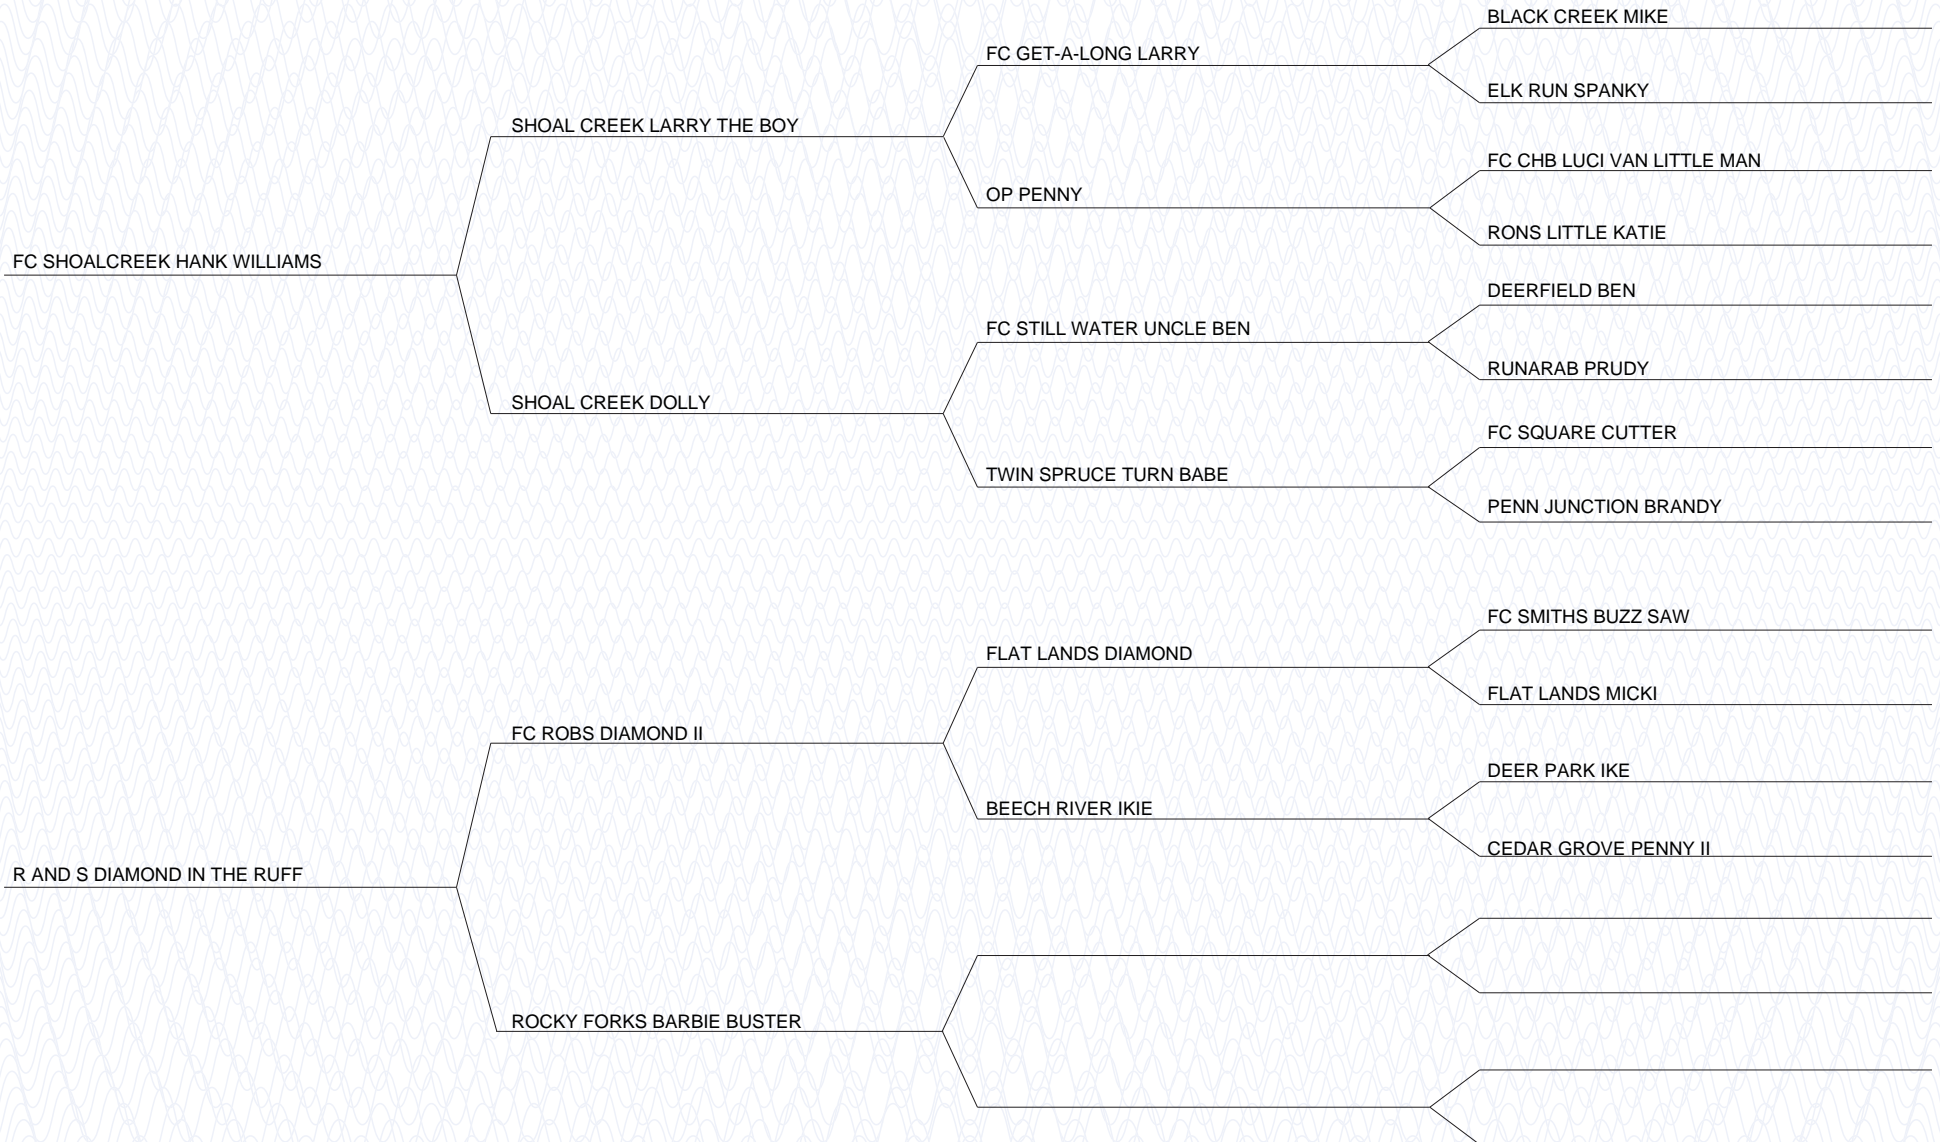 BLACK CREEK MIKE
FC GET-A-LONG LARRY
ELK RUN SPANKY
SHOAL CREEK LARRY THE BOY
FC CHB LUCI VAN LITTLE MAN
OP PENNY
RONS LITTLE KATIE
FC SHOALCREEK HANK WILLIAMS
DEERFIELD BEN
FC STILL WATER UNCLE BEN
RUNARAB PRUDY
SHOAL CREEK DOLLY
FC SQUARE CUTTER
TWIN SPRUCE TURN BABE
PENN JUNCTION BRANDY
FC SMITHS BUZZ SAW
FLAT LANDS DIAMOND
FLAT LANDS MICKI
FC ROBS DIAMOND II
DEER PARK IKE
BEECH RIVER IKIE
CEDAR GROVE PENNY II
R AND S DIAMOND IN THE RUFF
ROCKY FORKS BARBIE BUSTER